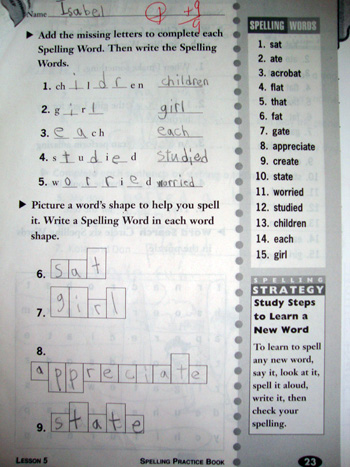 Name Isabel
+9
9
Add the missing letters to complete each
Spelling Word. Then write the Spelling
Words.
1. ch i l d r en children
2. g i r l girl
3. e a ch each
4. s t u d i e d studied
5. w o r r i e d worried
Picture a word's shape to help you spell
it. Write a Spelling Word in each word
shape.
6. sat
7. girl
8.
appreciate
9. state
LESSON 5
SPELLING PRACTICE BOOK
SPELLING WORDS
1. sat
2. ate
3. acrobat
4. flat
5. that
6. fat
7. gate
8. appreciate
9. create
10. state
11. worried
12. studied
13. children
14. each
15. girl
SPELLING
STRATEGY
Study Steps
to Learn a
New Word
To learn to spell
any new word,
say it, look at it,
spell it aloud,
write it, then
check your
spelling.
23